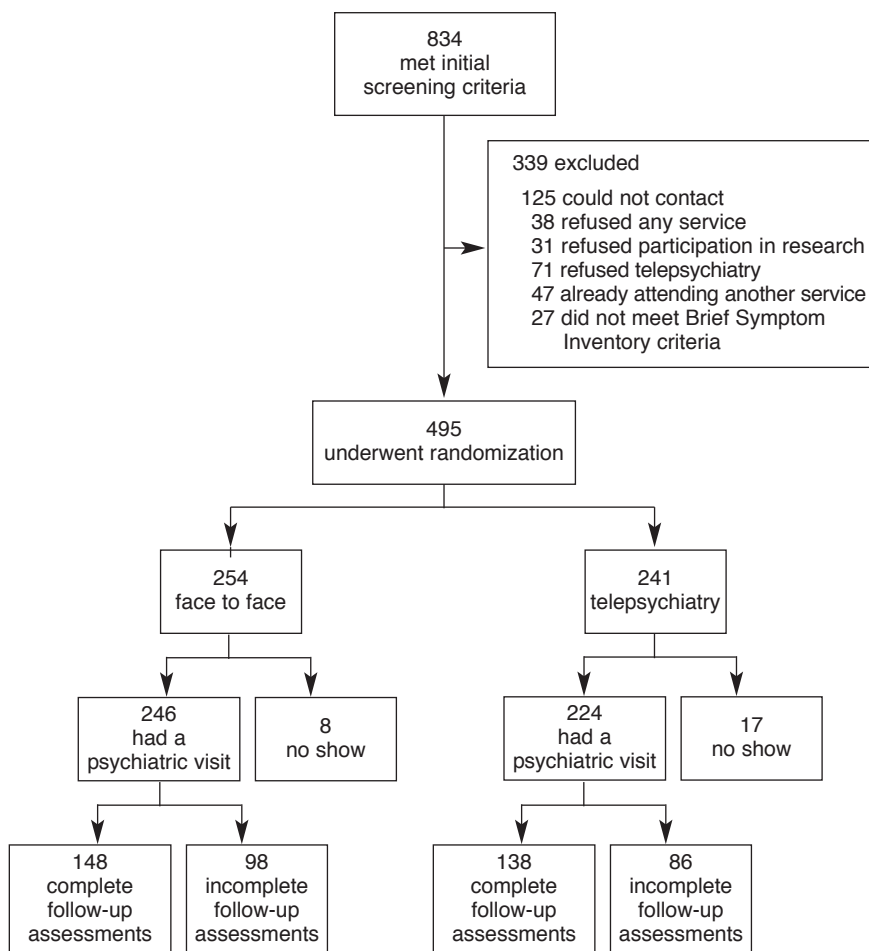 834
met initial
screening criteria
339 excluded
125 could not contact
38 refused any service
31 refused participation in research
71 refused telepsychiatry
47 already attending another service
27 did not meet Brief Symptom
Inventory criteria
495
underwent randomization
254
face to face
241
telepsychiatry
246
had a
psychiatric visit
8
no show
224
had a
psychiatric visit
17
no show
148
complete
follow-up
assessments
98
incomplete
follow-up
assessments
138
complete
follow-up
assessments
86
incomplete
follow-up
assessments